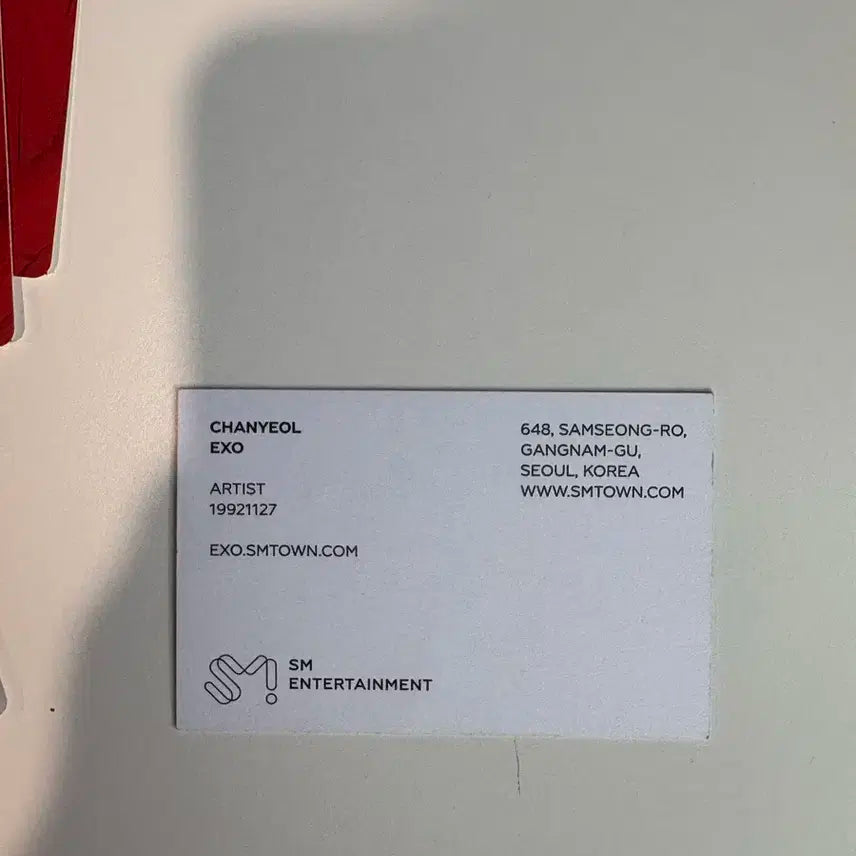 CHANYEOL
EXO
ARTIST
19921127
EXO.SMTOWN.COM
648, SAMSEONG-RO,
GANGNAM-GU,
SEOUL, KOREA
WWW.SMTOWN.COM
SM
ENTERTAINMENT